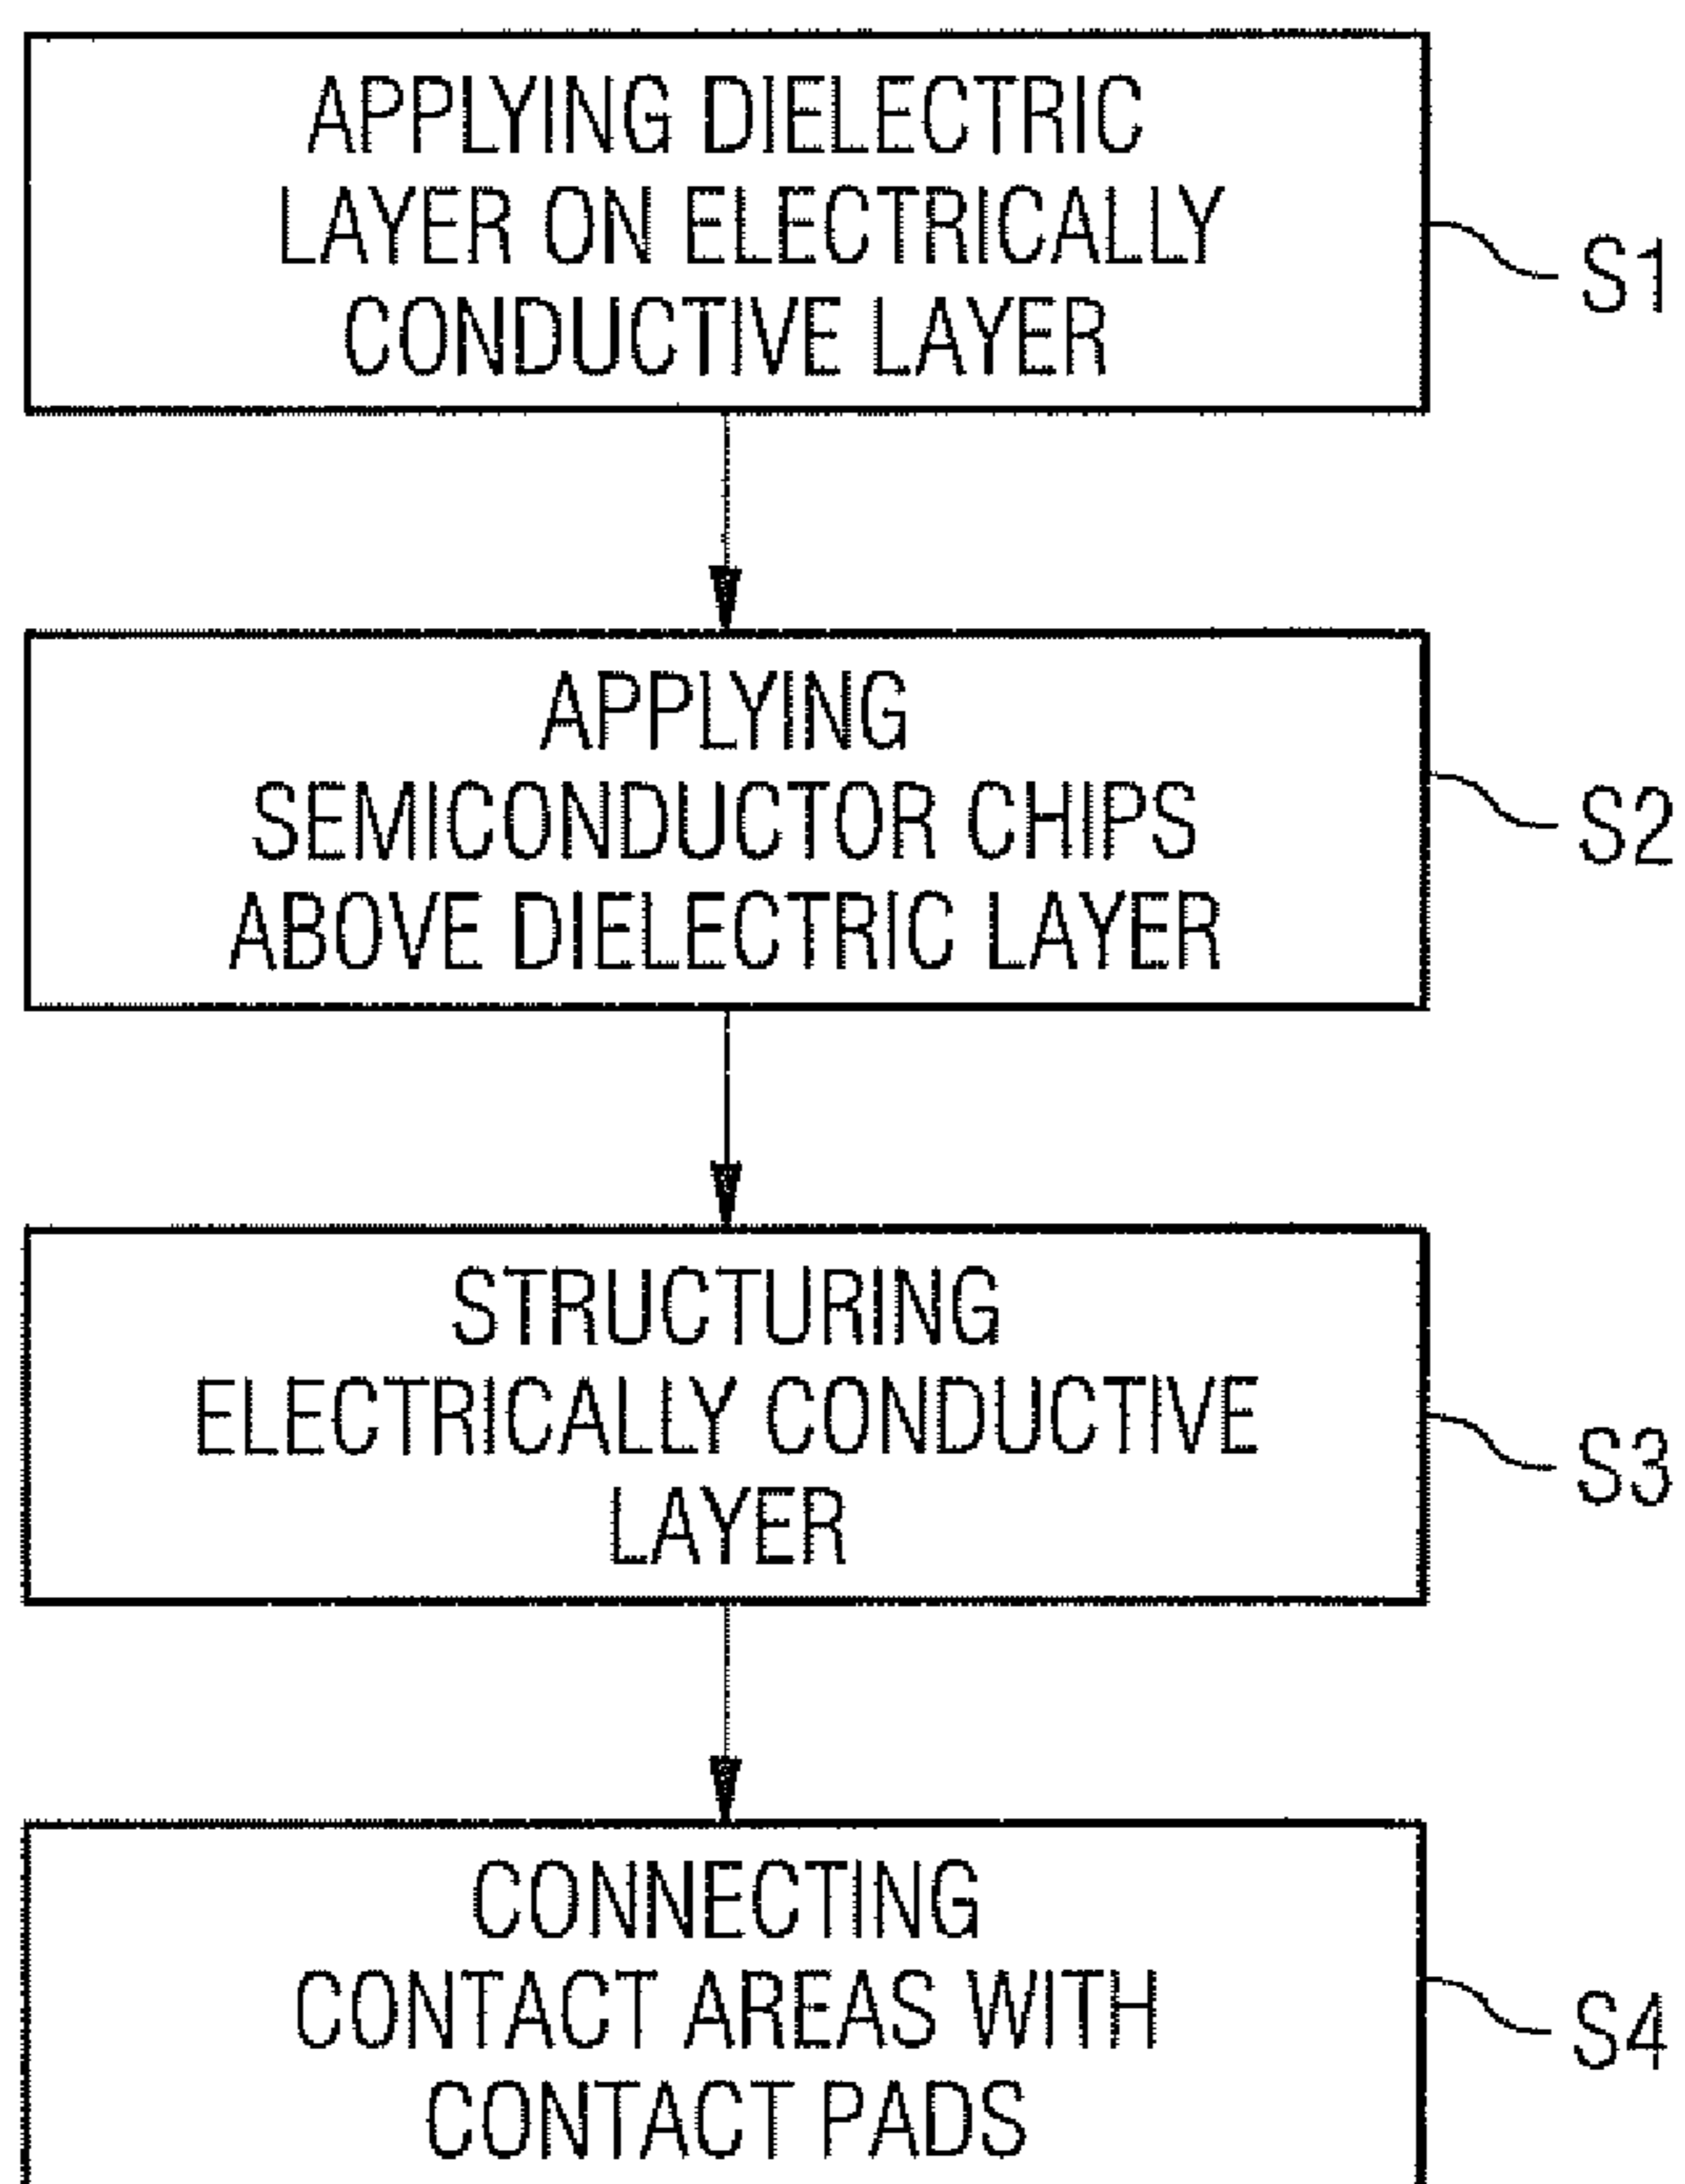 APPLYING DIELECTRIC
LAYER ON ELECTRICALLY
CONDUCTIVE LAYER
S1
APPLYING
SEMICONDUCTOR CHIPS
ABOVE DIELECTRIC LAYER
S2
STRUCTURING
ELECTRICALLY CONDUCTIVE
LAYER
S3
CONNECTING
CONTACT AREAS WITH
CONTACT PADS
S4